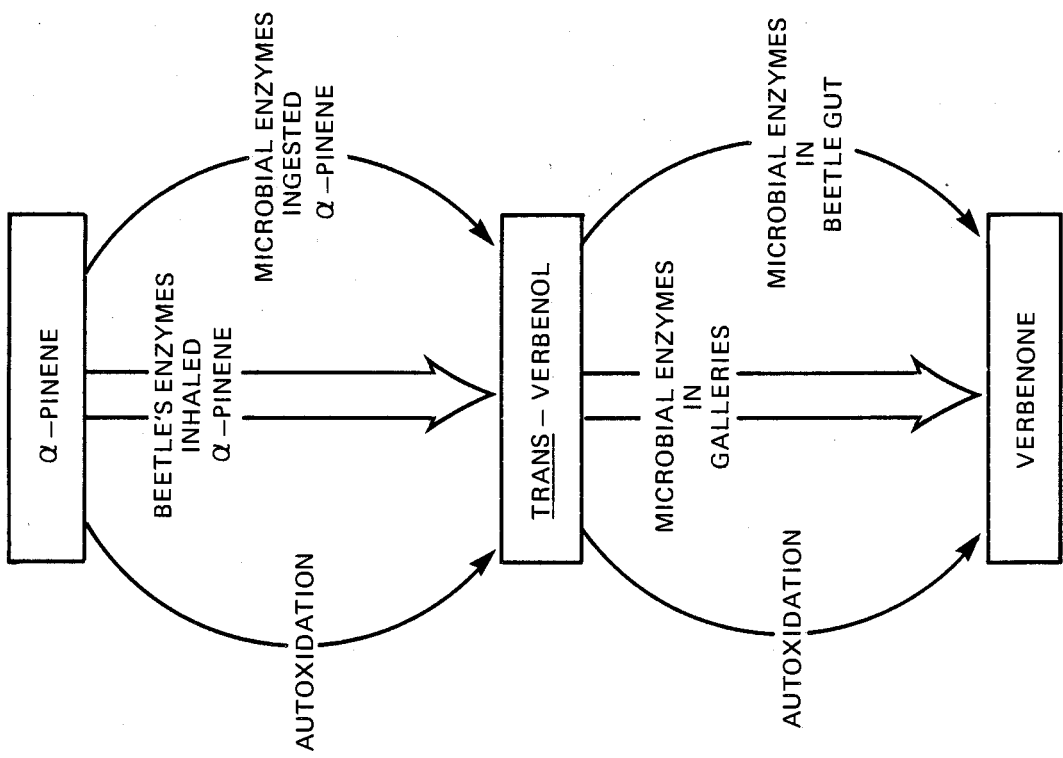 α–PINENE
AUTOXIDATION
BEETLE'S ENZYMES
INHALED
α–PINENE
MICROBIAL ENZYMES
INGESTED
α–PINENE
TRANS – VERBENOL
AUTOXIDATION
MICROBIAL ENZYMES
IN
GALLERIES
MICROBIAL ENZYMES
IN
BEETLE GUT
VERBENONE